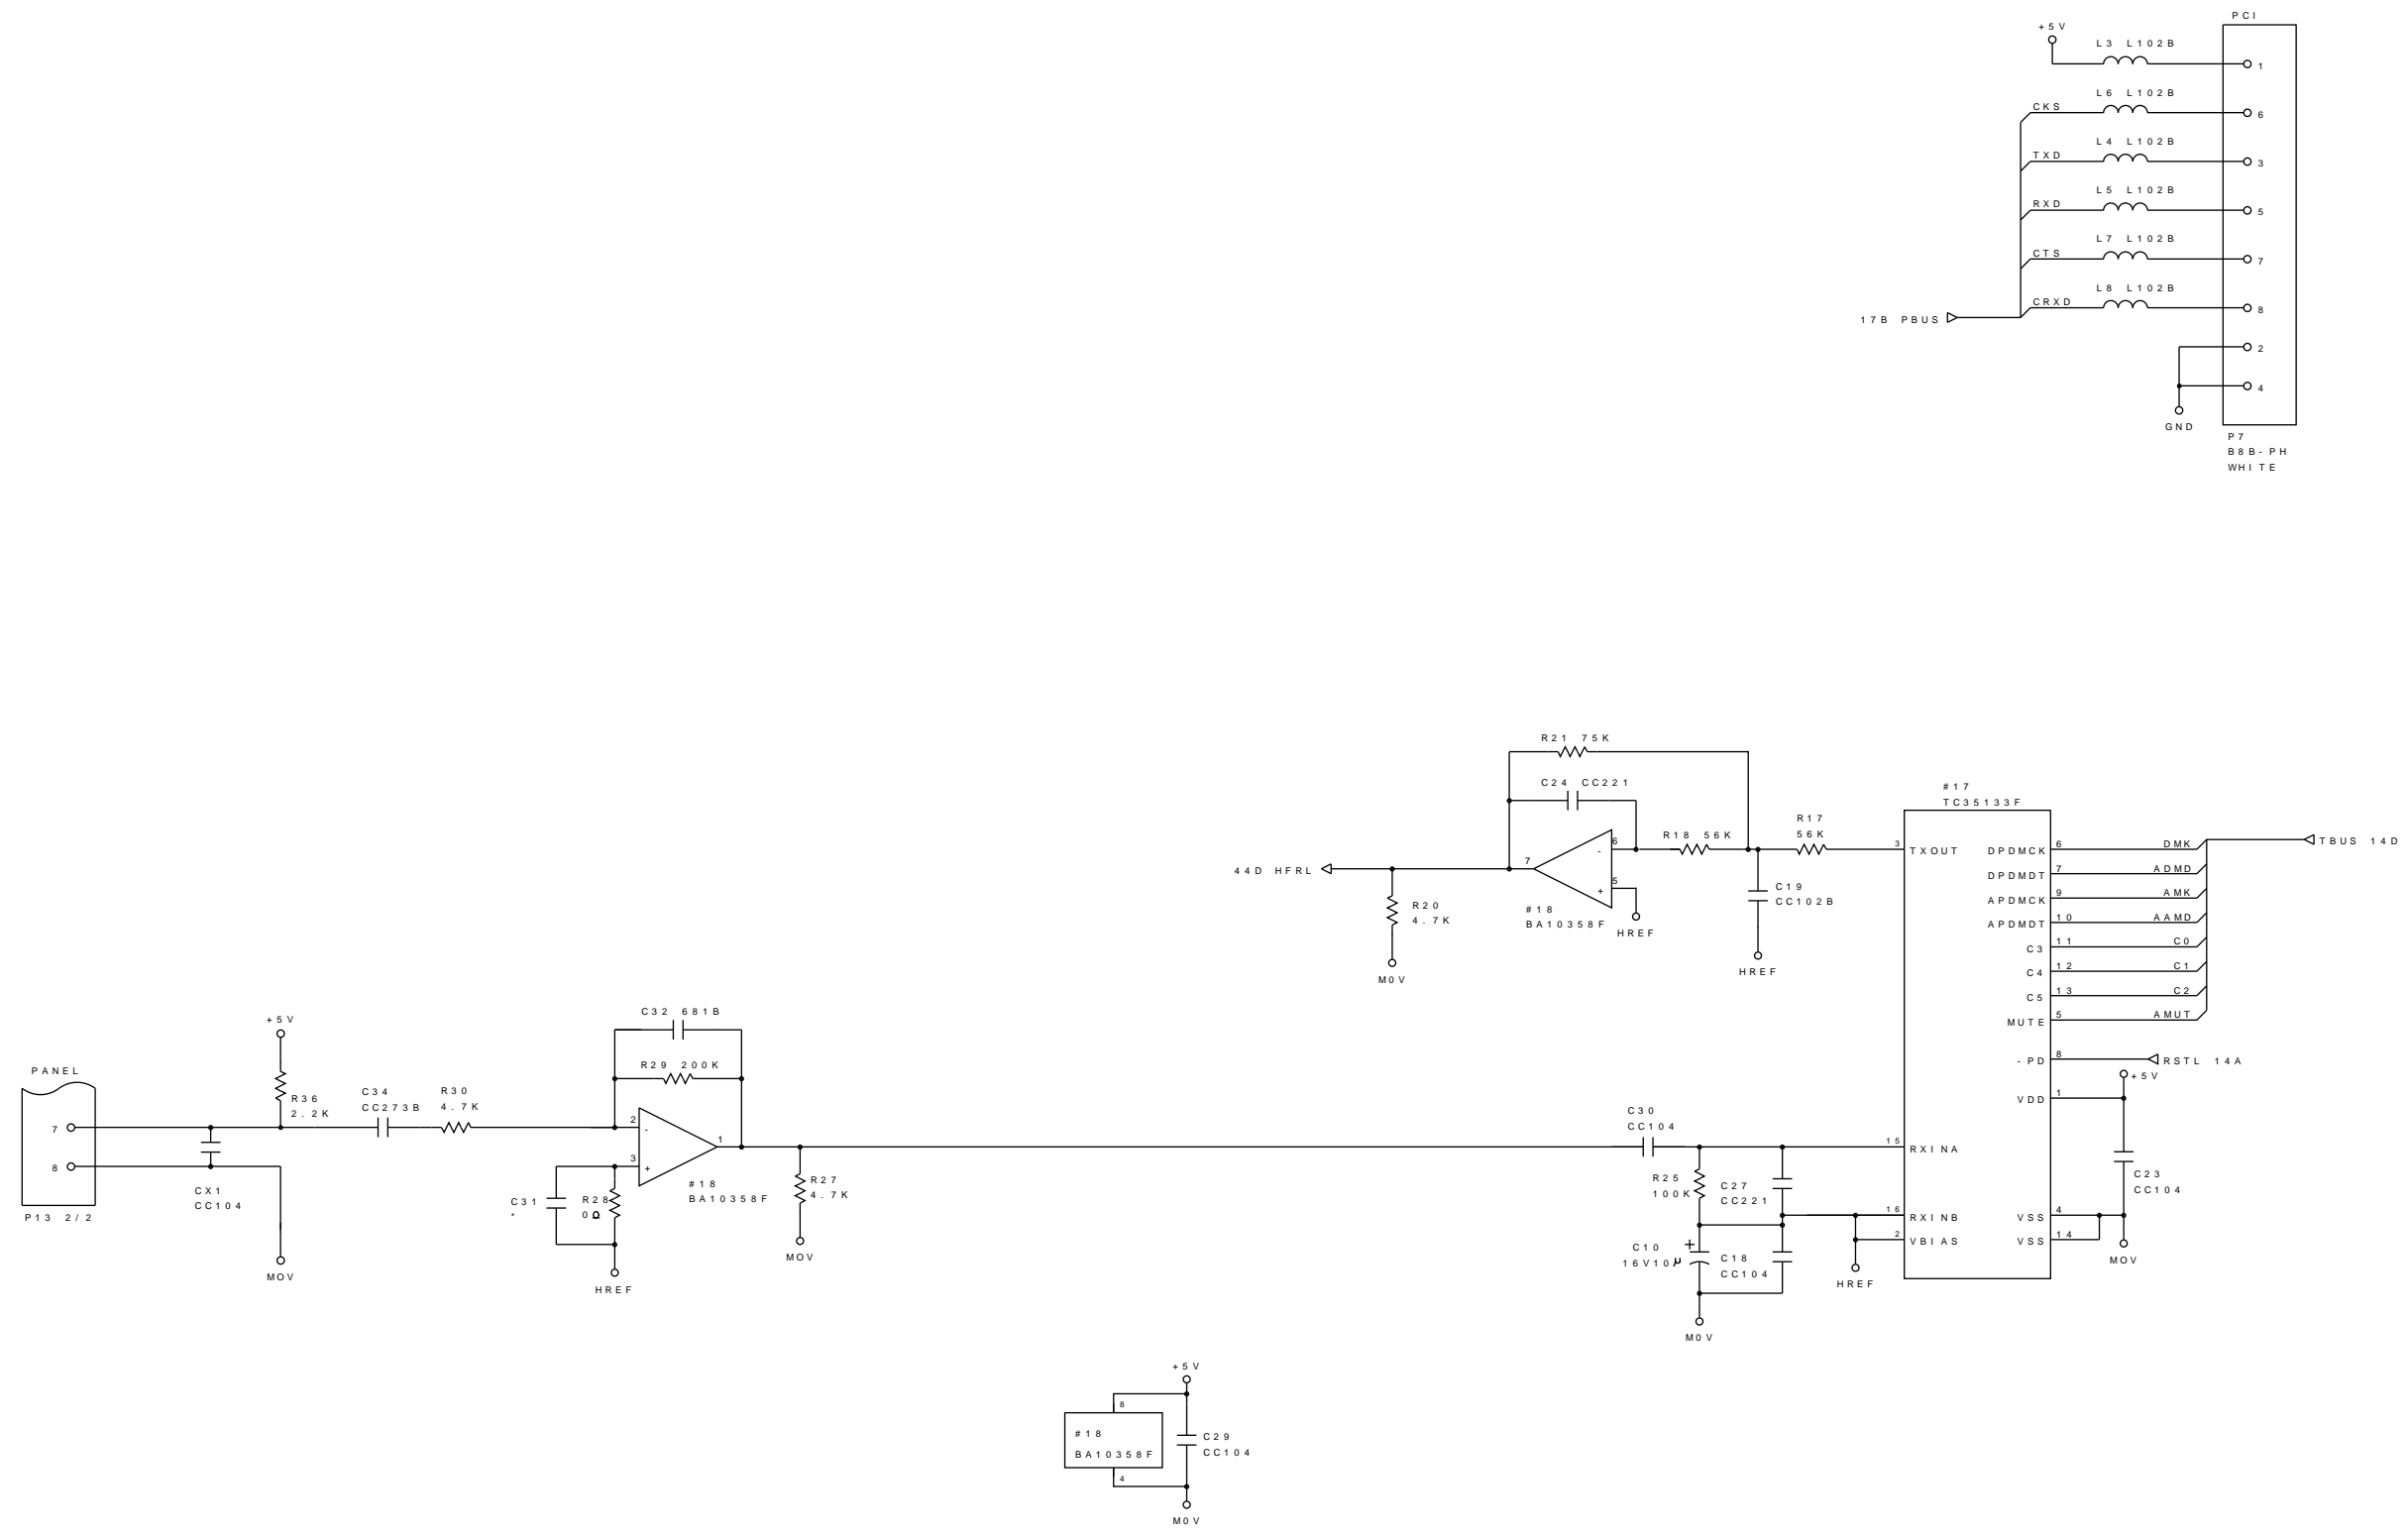 PCI
+5V
L3 L102B
1
L6 L102B
CKS
6
L4 L102B
TXD
3
L5 L102B
RXD
5
L7 L102B
CTS
7
L8 L102B
CRXD
8
17B PBUS
2
4
GND
P7
B8B-PH
WHITE
R21 75K
C24 CC221
R18 56K
R17
56K
6
-
7
5
+
#18
BA10358F
HREF
44D HFRL
R20
4.7K
M0V
C19
CC102B
HREF
#17
TC35133F
3 TXOUT
DPDMCK 6 DMK
TBUS 14D
DPDMDT 7 ADMD
APDMCK 9 AMK
APDMDT 10 AAMD
C3 11 C0
C4 12 C1
C5 13 C2
MUTE 5 AMUT
-PD 8
RSTL 14A
+5V
VDD 1
15 RXINA
C23
CC104
16 RXINB
VSS 4
2 VBIAS
VSS 14
HREF
MOV
PANEL
7
8
P13 2/2
CX1
CC104
+5V
R36
2.2K
MOV
C34
CC273B
R30
4.7K
C32 681B
R29 200K
2
-
1
3
+
#18
BA10358F
C31
*
R28
0Ω
HREF
R27
4.7K
MOV
C30
CC104
R25
100K
C27
CC221
C10
+
16V10μ
C18
CC104
M0V
+5V
8
#18
BA10358F
4
C29
CC104
M0V